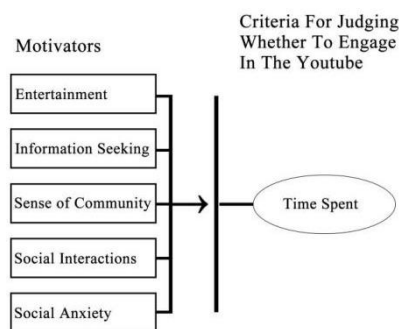 Motivators
Criteria For Judging
Whether To Engage
In The Youtube
Entertainment
Information Seeking
Sense of Community
Social Interactions
Social Anxiety
Time Spent